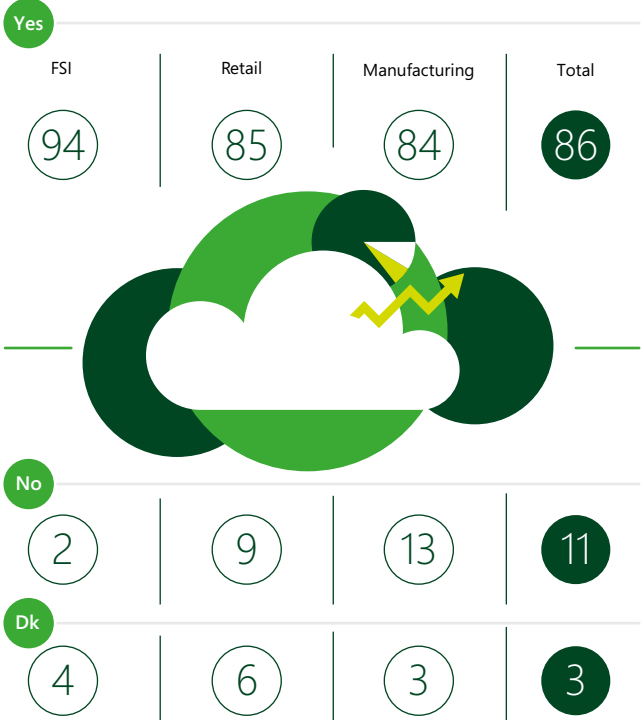 Yes
FSI Retail Manufacturing Total
94 85 84 86
No
2 9 13 11
Dk
4 6 3 3